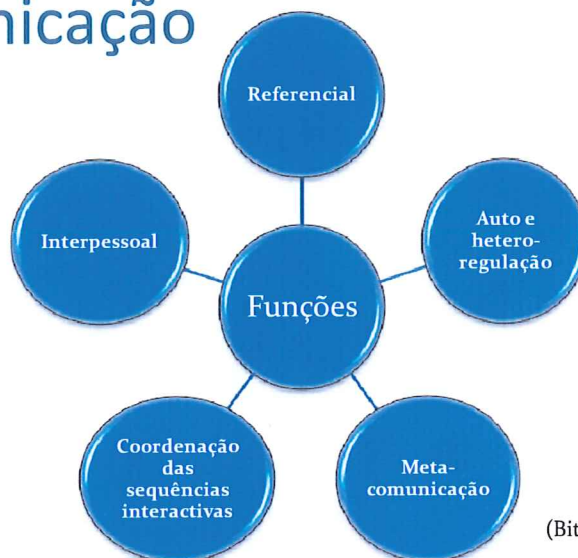 nicação
Referencial
Interpessoal
Auto e
hetero-
regulação
Funções
Coordenação
das
sequências
interactivas
Meta-
comunicação
(Bit